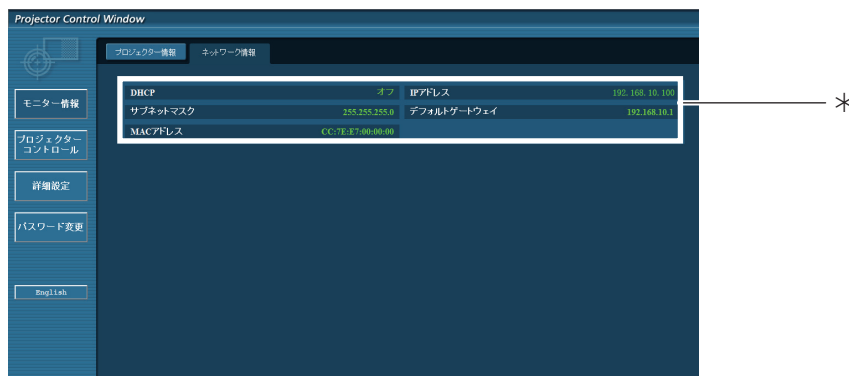 Projector Control Window
プロジェクター情報 ネットワーク情報
モニター情報
プロジェクター
コントロール
詳細設定
パスワード変更
English
DHCP オフ IPアドレス 192. 168. 10. 100
サブネットマスク 255.255.255.0 デフォルトゲートウェイ 192.168.10.1
MACアドレス CC:7E:E7:00:00:00
*